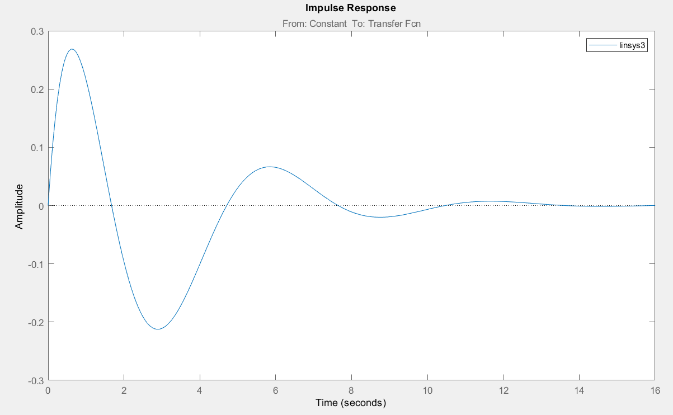 Impulse Response
From: Constant To: Transfer Fcn
linsys3
Amplitude
0.3
0.2
0.1
0
-0.1
-0.2
-0.3
0 2 4 6 8 10 12 14 16
Time (seconds)